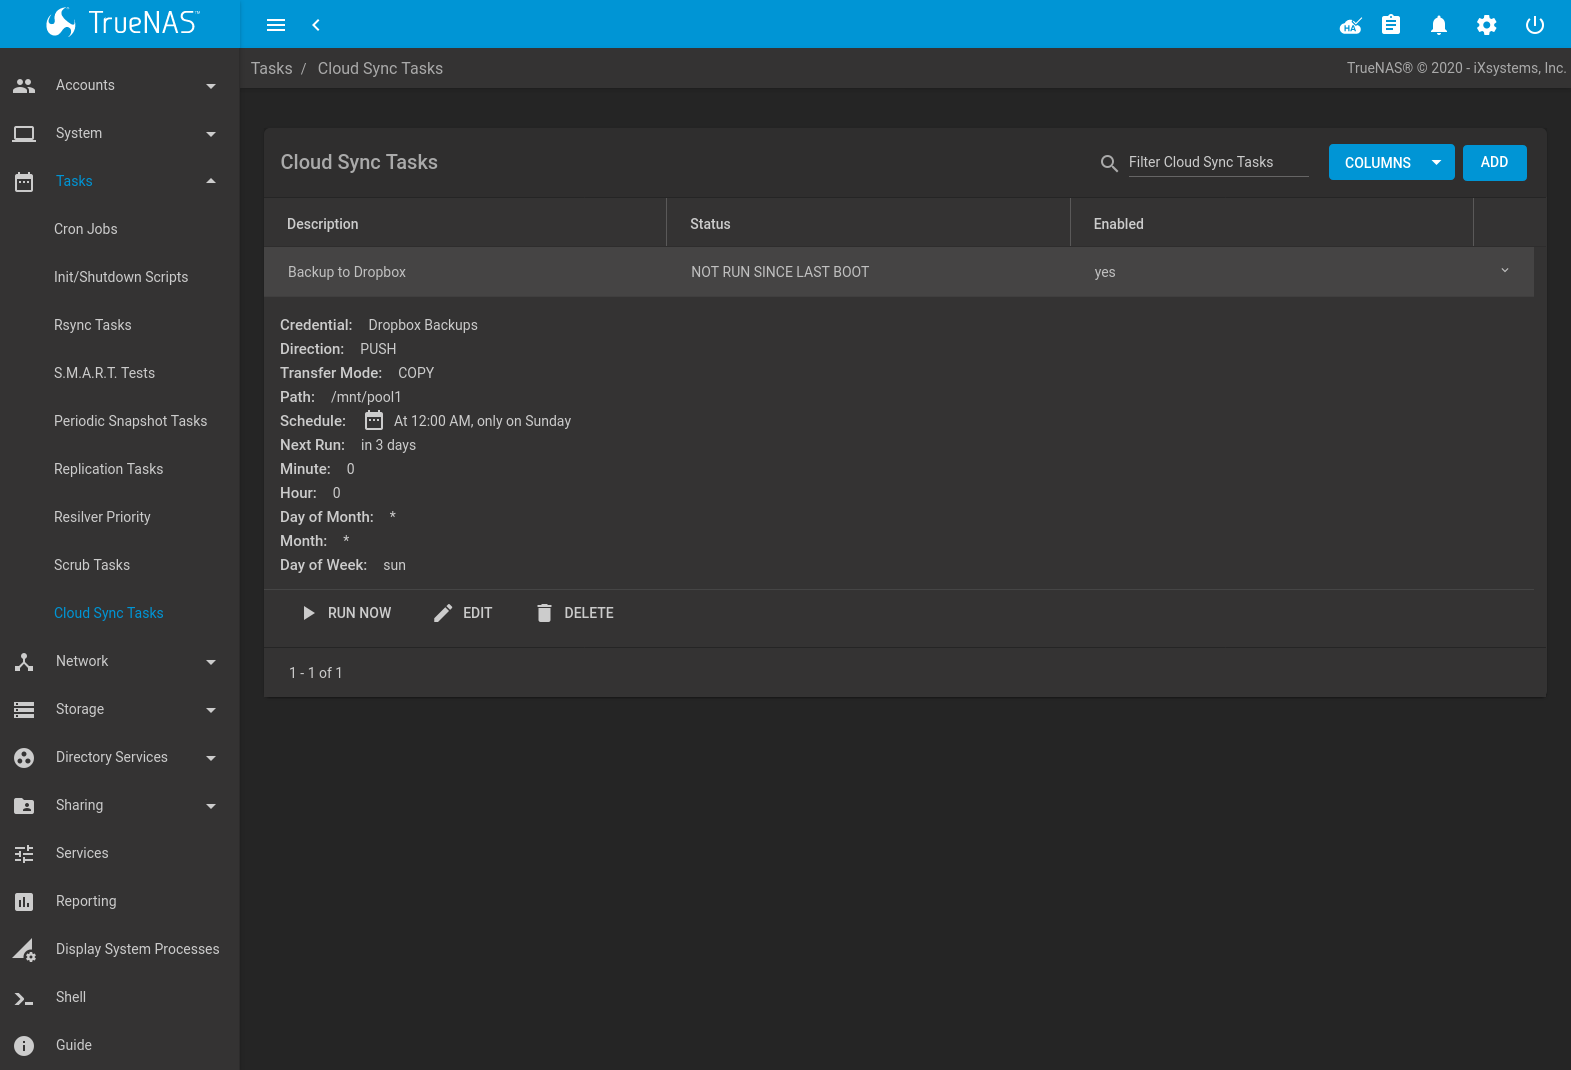 TrueNAS™
HA
Tasks / Cloud Sync Tasks
TrueNAS® © 2020 - iXsystems, Inc.
Accounts
System
Tasks
Cron Jobs
Init/Shutdown Scripts
Rsync Tasks
S.M.A.R.T. Tests
Periodic Snapshot Tasks
Replication Tasks
Resilver Priority
Scrub Tasks
Cloud Sync Tasks
Network
Storage
Directory Services
Sharing
Services
Reporting
Display System Processes
Shell
Guide
Cloud Sync Tasks
Filter Cloud Sync Tasks
COLUMNS
ADD
Description Status Enabled
Backup to Dropbox NOT RUN SINCE LAST BOOT yes
Credential: Dropbox Backups
Direction: PUSH
Transfer Mode: COPY
Path: /mnt/pool1
Schedule: At 12:00 AM, only on Sunday
Next Run: in 3 days
Minute: 0
Hour: 0
Day of Month: *
Month: *
Day of Week: sun
RUN NOW EDIT DELETE
1 - 1 of 1